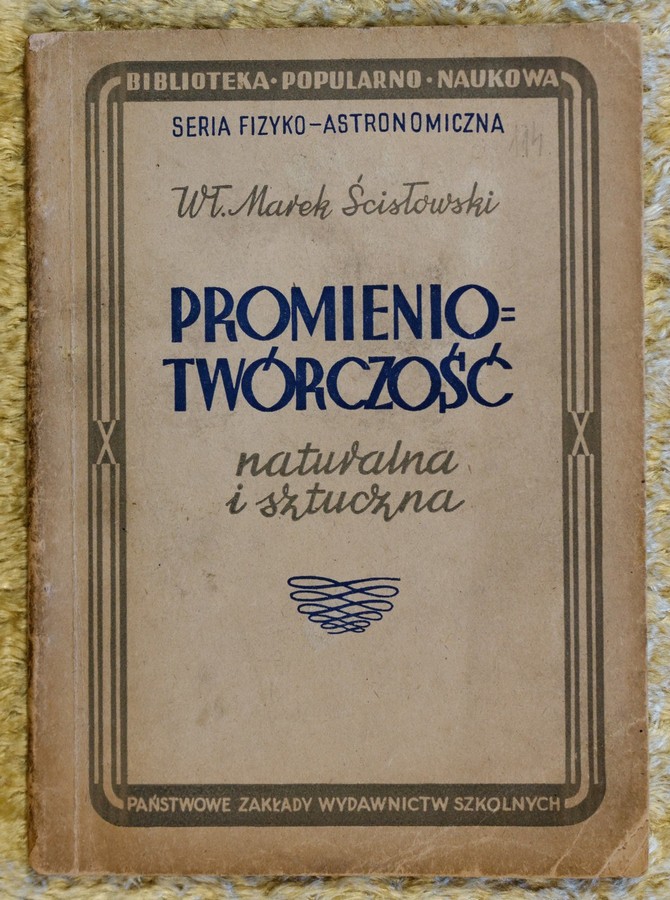 BIBLIOTEKA·POPULARNO·NAUKOWA
SERIA FIZYKO–ASTRONOMICZNA
Wł. Marek Ścisłowski
PROMIENIO=
TWÓRCZOŚĆ
naturalna
i sztuczna
PAŃSTWOWE ZAKŁADY WYDAWNICTW SZKOLNYCH